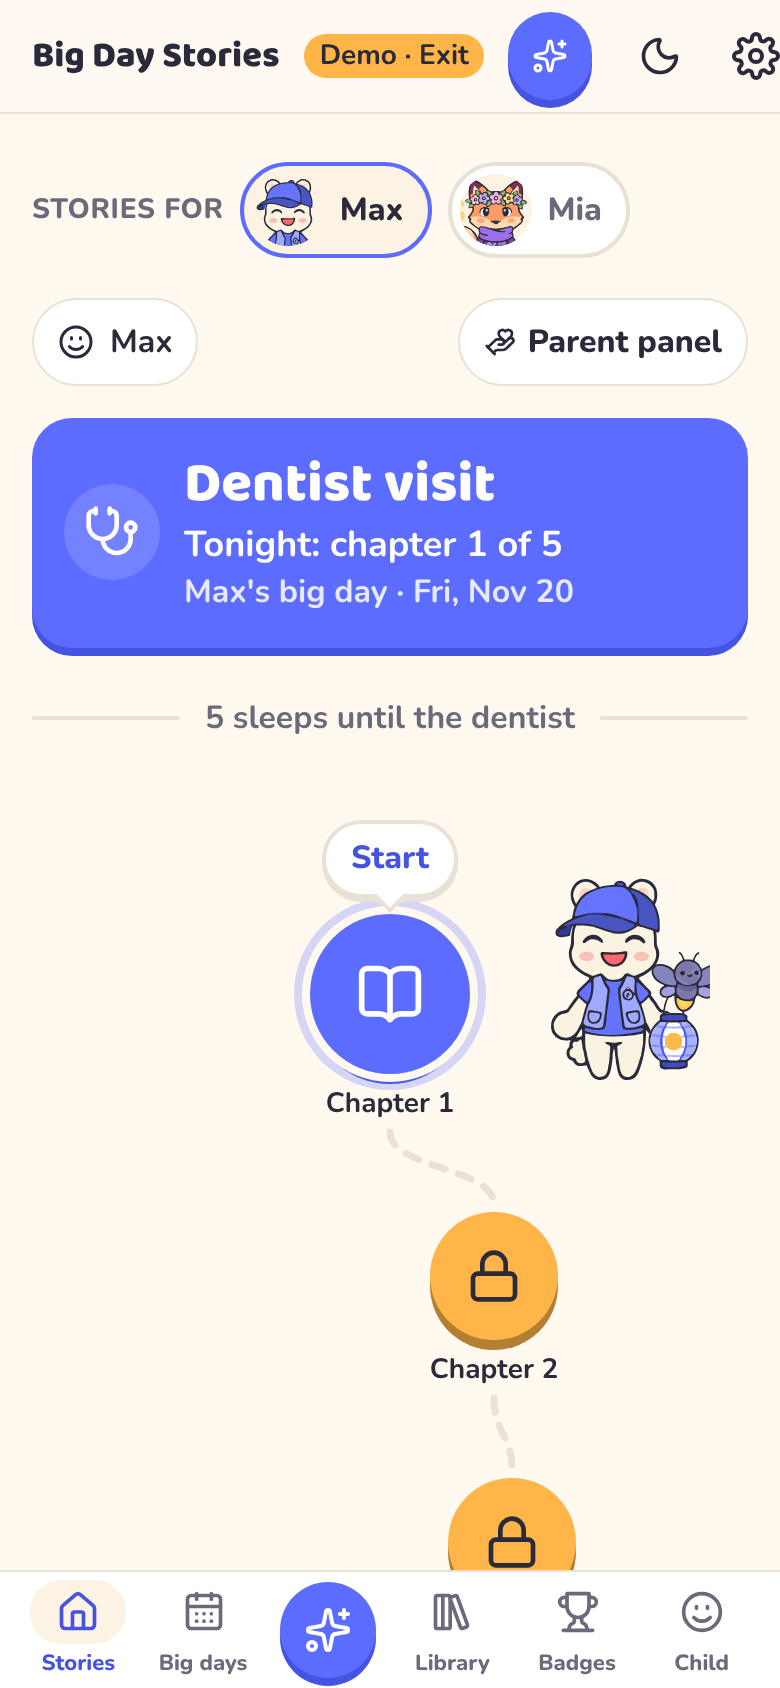 Big Day Stories
Demo · Exit
STORIES FOR
Max
Mia
Max
Parent panel
Dentist visit
Tonight: chapter 1 of 5
Max's big day · Fri, Nov 20
5 sleeps until the dentist
Start
Chapter 1
Chapter 2
Stories
Big days
Library
Badges
Child